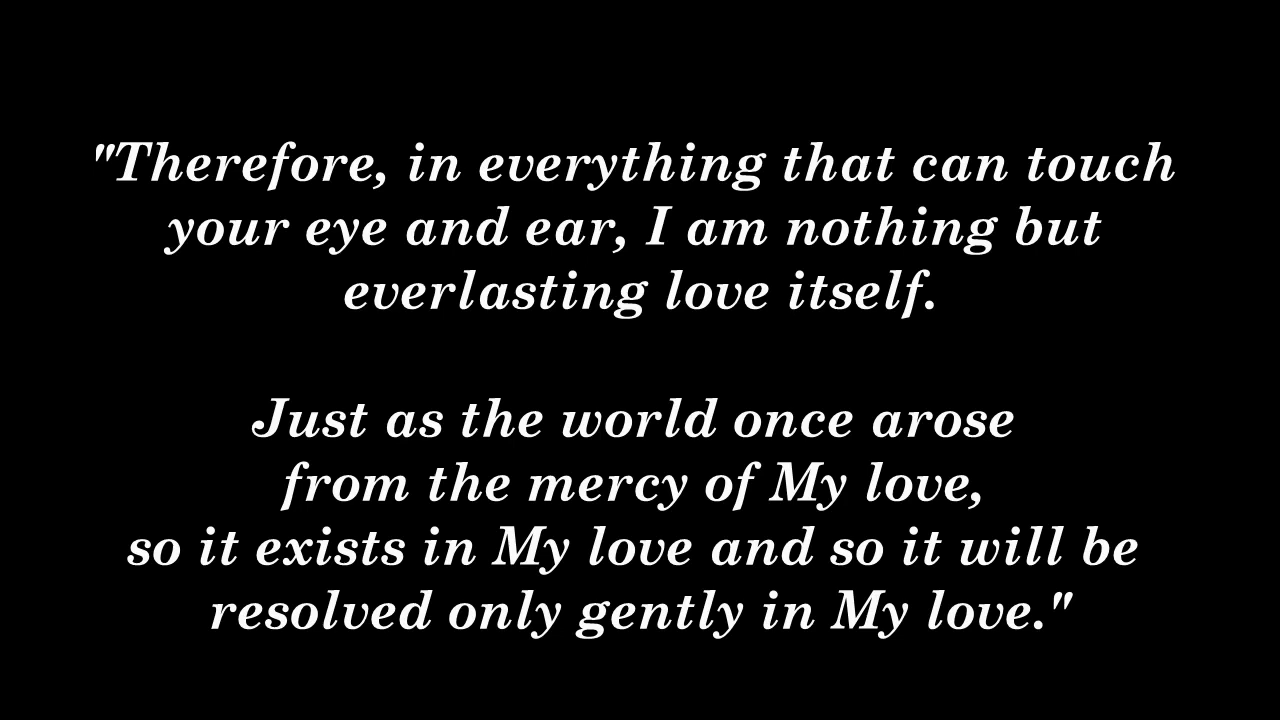 "Therefore, in everything that can touch
your eye and ear, I am nothing but
everlasting love itself.
Just as the world once arose
from the mercy of My love,
so it exists in My love and so it will be
resolved only gently in My love."